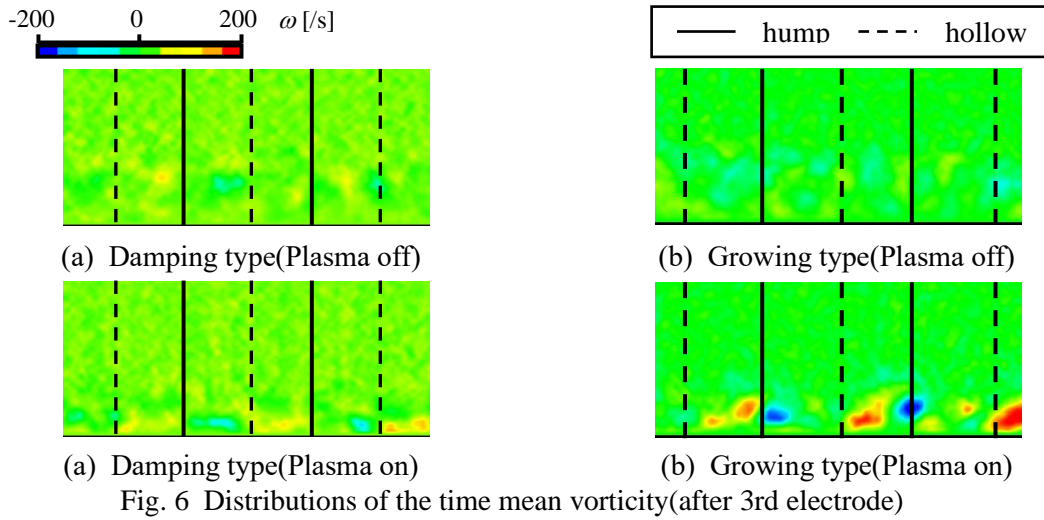 -200 0 200 ω [/s]
hump hollow
(a) Damping type(Plasma off) (b) Growing type(Plasma off)
(a) Damping type(Plasma on) (b) Growing type(Plasma on)
Fig. 6 Distributions of the time mean vorticity(after 3rd electrode)